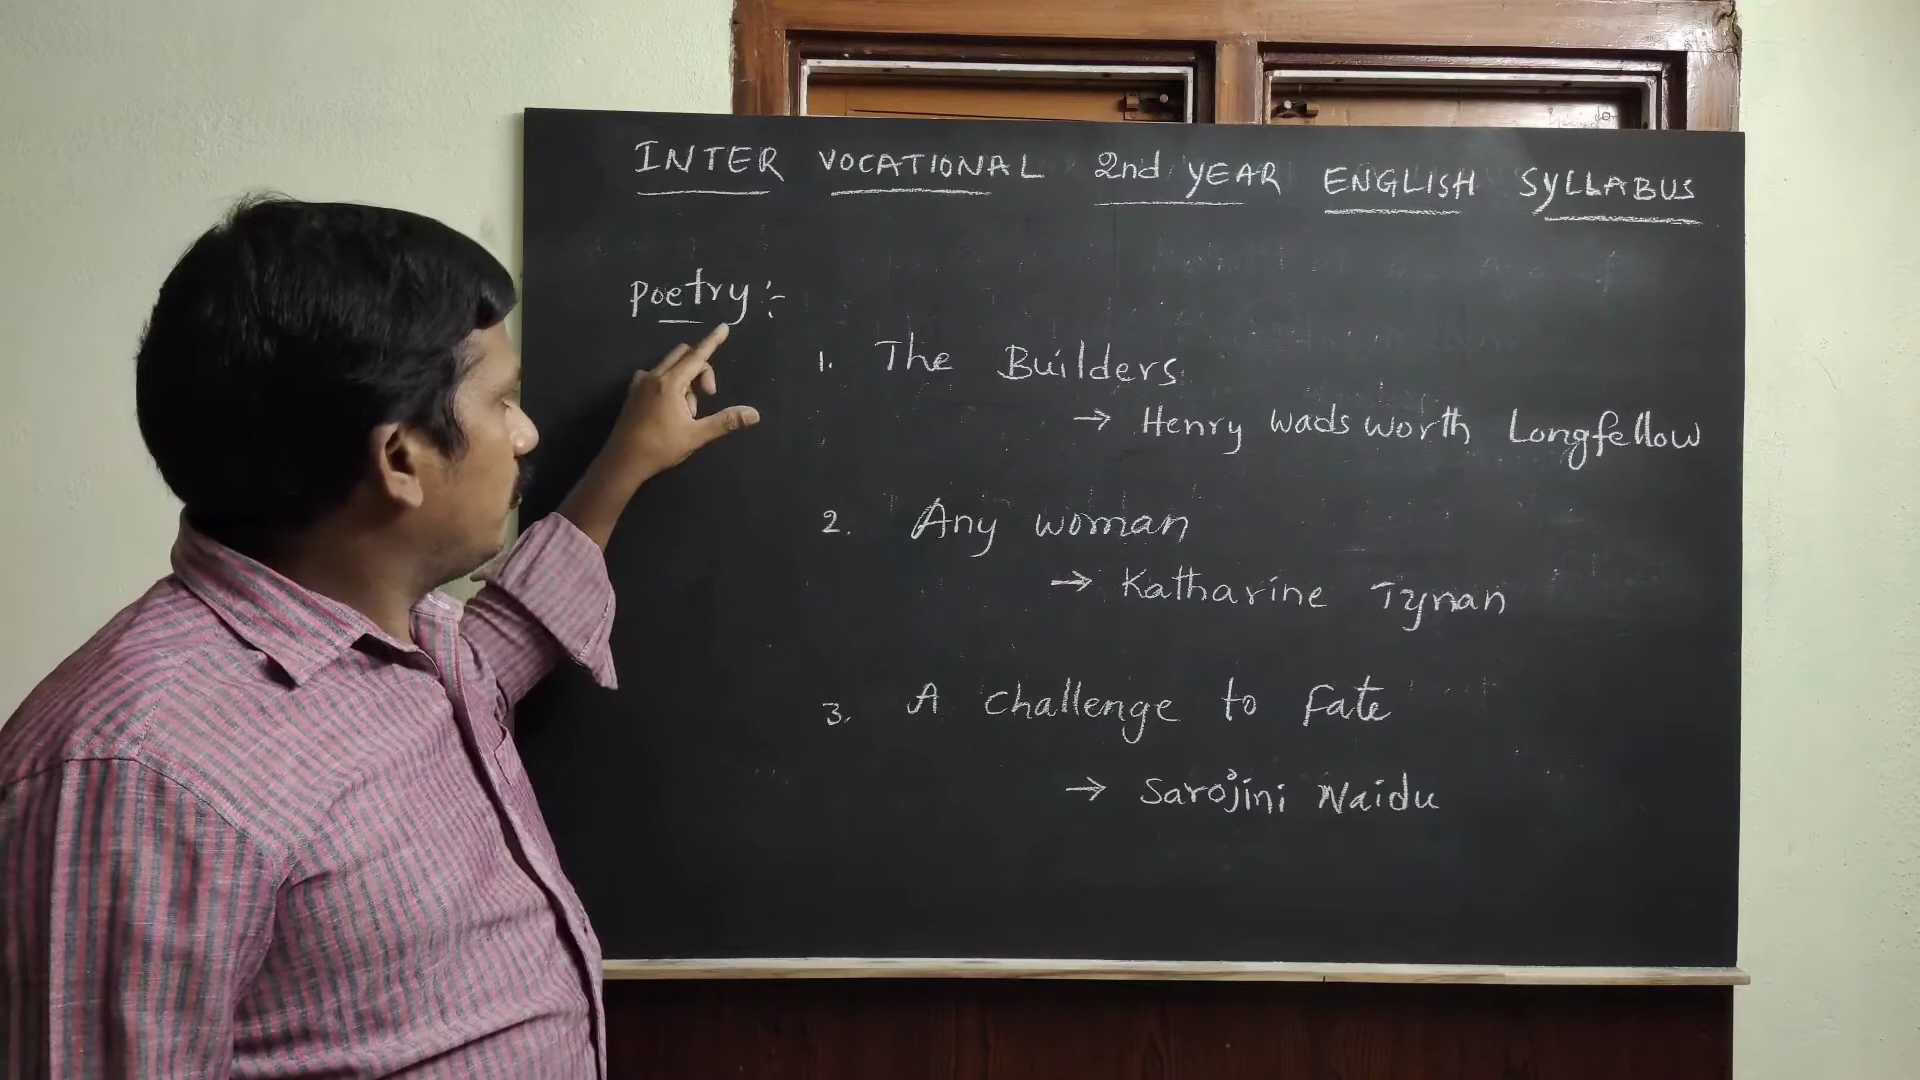 INTER VOCATIONAL 2nd YEAR ENGLISH SYLLABUS
Poetry :-
1. The Builders
→ Henry Wadsworth Longfellow
2. Any woman
→ Katharine Tynan
3. A challenge to Fate
→ Sarojini Naidu